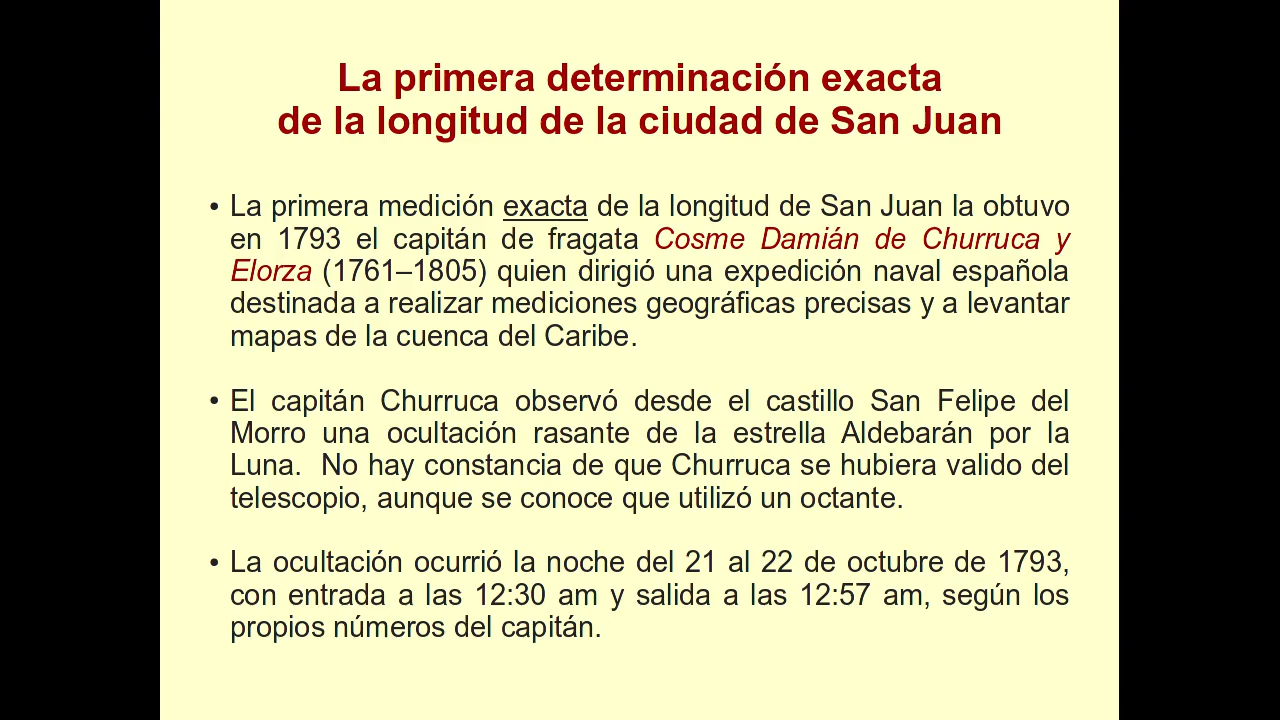 La primera determinación exacta
de la longitud de la ciudad de San Juan
• La primera medición exacta de la longitud de San Juan la obtuvo
en 1793 el capitán de fragata Cosme Damián de Churruca y
Elorza (1761–1805) quien dirigió una expedición naval española
destinada a realizar mediciones geográficas precisas y a levantar
mapas de la cuenca del Caribe.
• El capitán Churruca observó desde el castillo San Felipe del
Morro una ocultación rasante de la estrella Aldebarán por la
Luna. No hay constancia de que Churruca se hubiera valido del
telescopio, aunque se conoce que utilizó un octante.
• La ocultación ocurrió la noche del 21 al 22 de octubre de 1793,
con entrada a las 12:30 am y salida a las 12:57 am, según los
propios números del capitán.